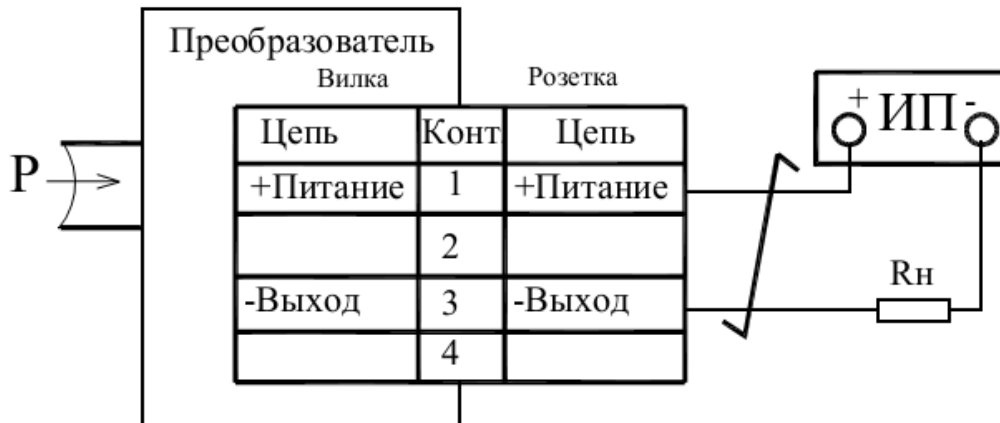 Преобразователь
Вилка Розетка
Цепь Конт Цепь
+ ИП -
P
+Питание 1 +Питание
2
-Выход 3 -Выход
Rн
4